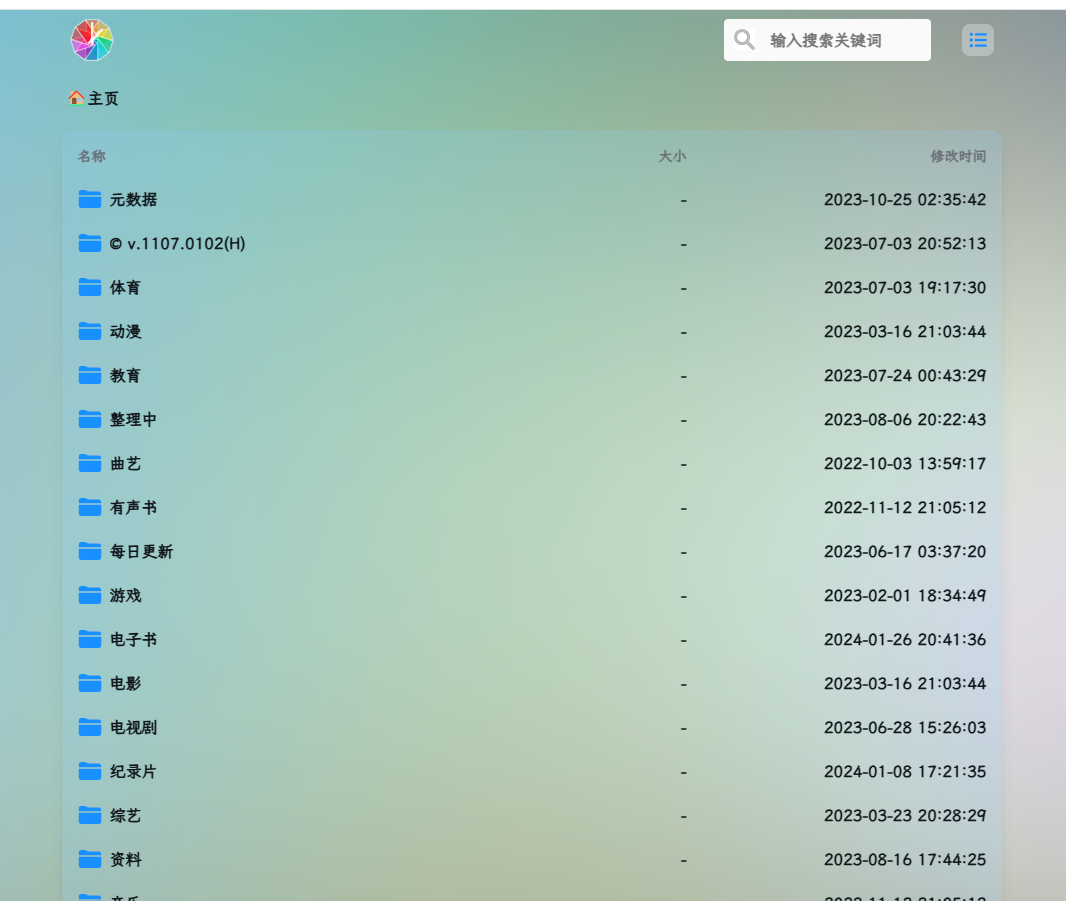 输入搜索关键词
主页
名称 大小 修改时间
元数据 - 2023-10-25 02:35:42
© v.1107.0102(H) - 2023-07-03 20:52:13
体育 - 2023-07-03 19:17:30
动漫 - 2023-03-16 21:03:44
教育 - 2023-07-24 00:43:29
整理中 - 2023-08-06 20:22:43
曲艺 - 2022-10-03 13:59:17
有声书 - 2022-11-12 21:05:12
每日更新 - 2023-06-17 03:37:20
游戏 - 2023-02-01 18:34:49
电子书 - 2024-01-26 20:41:36
电影 - 2023-03-16 21:03:44
电视剧 - 2023-06-28 15:26:03
纪录片 - 2024-01-08 17:21:35
综艺 - 2023-03-23 20:28:29
资料 - 2023-08-16 17:44:25